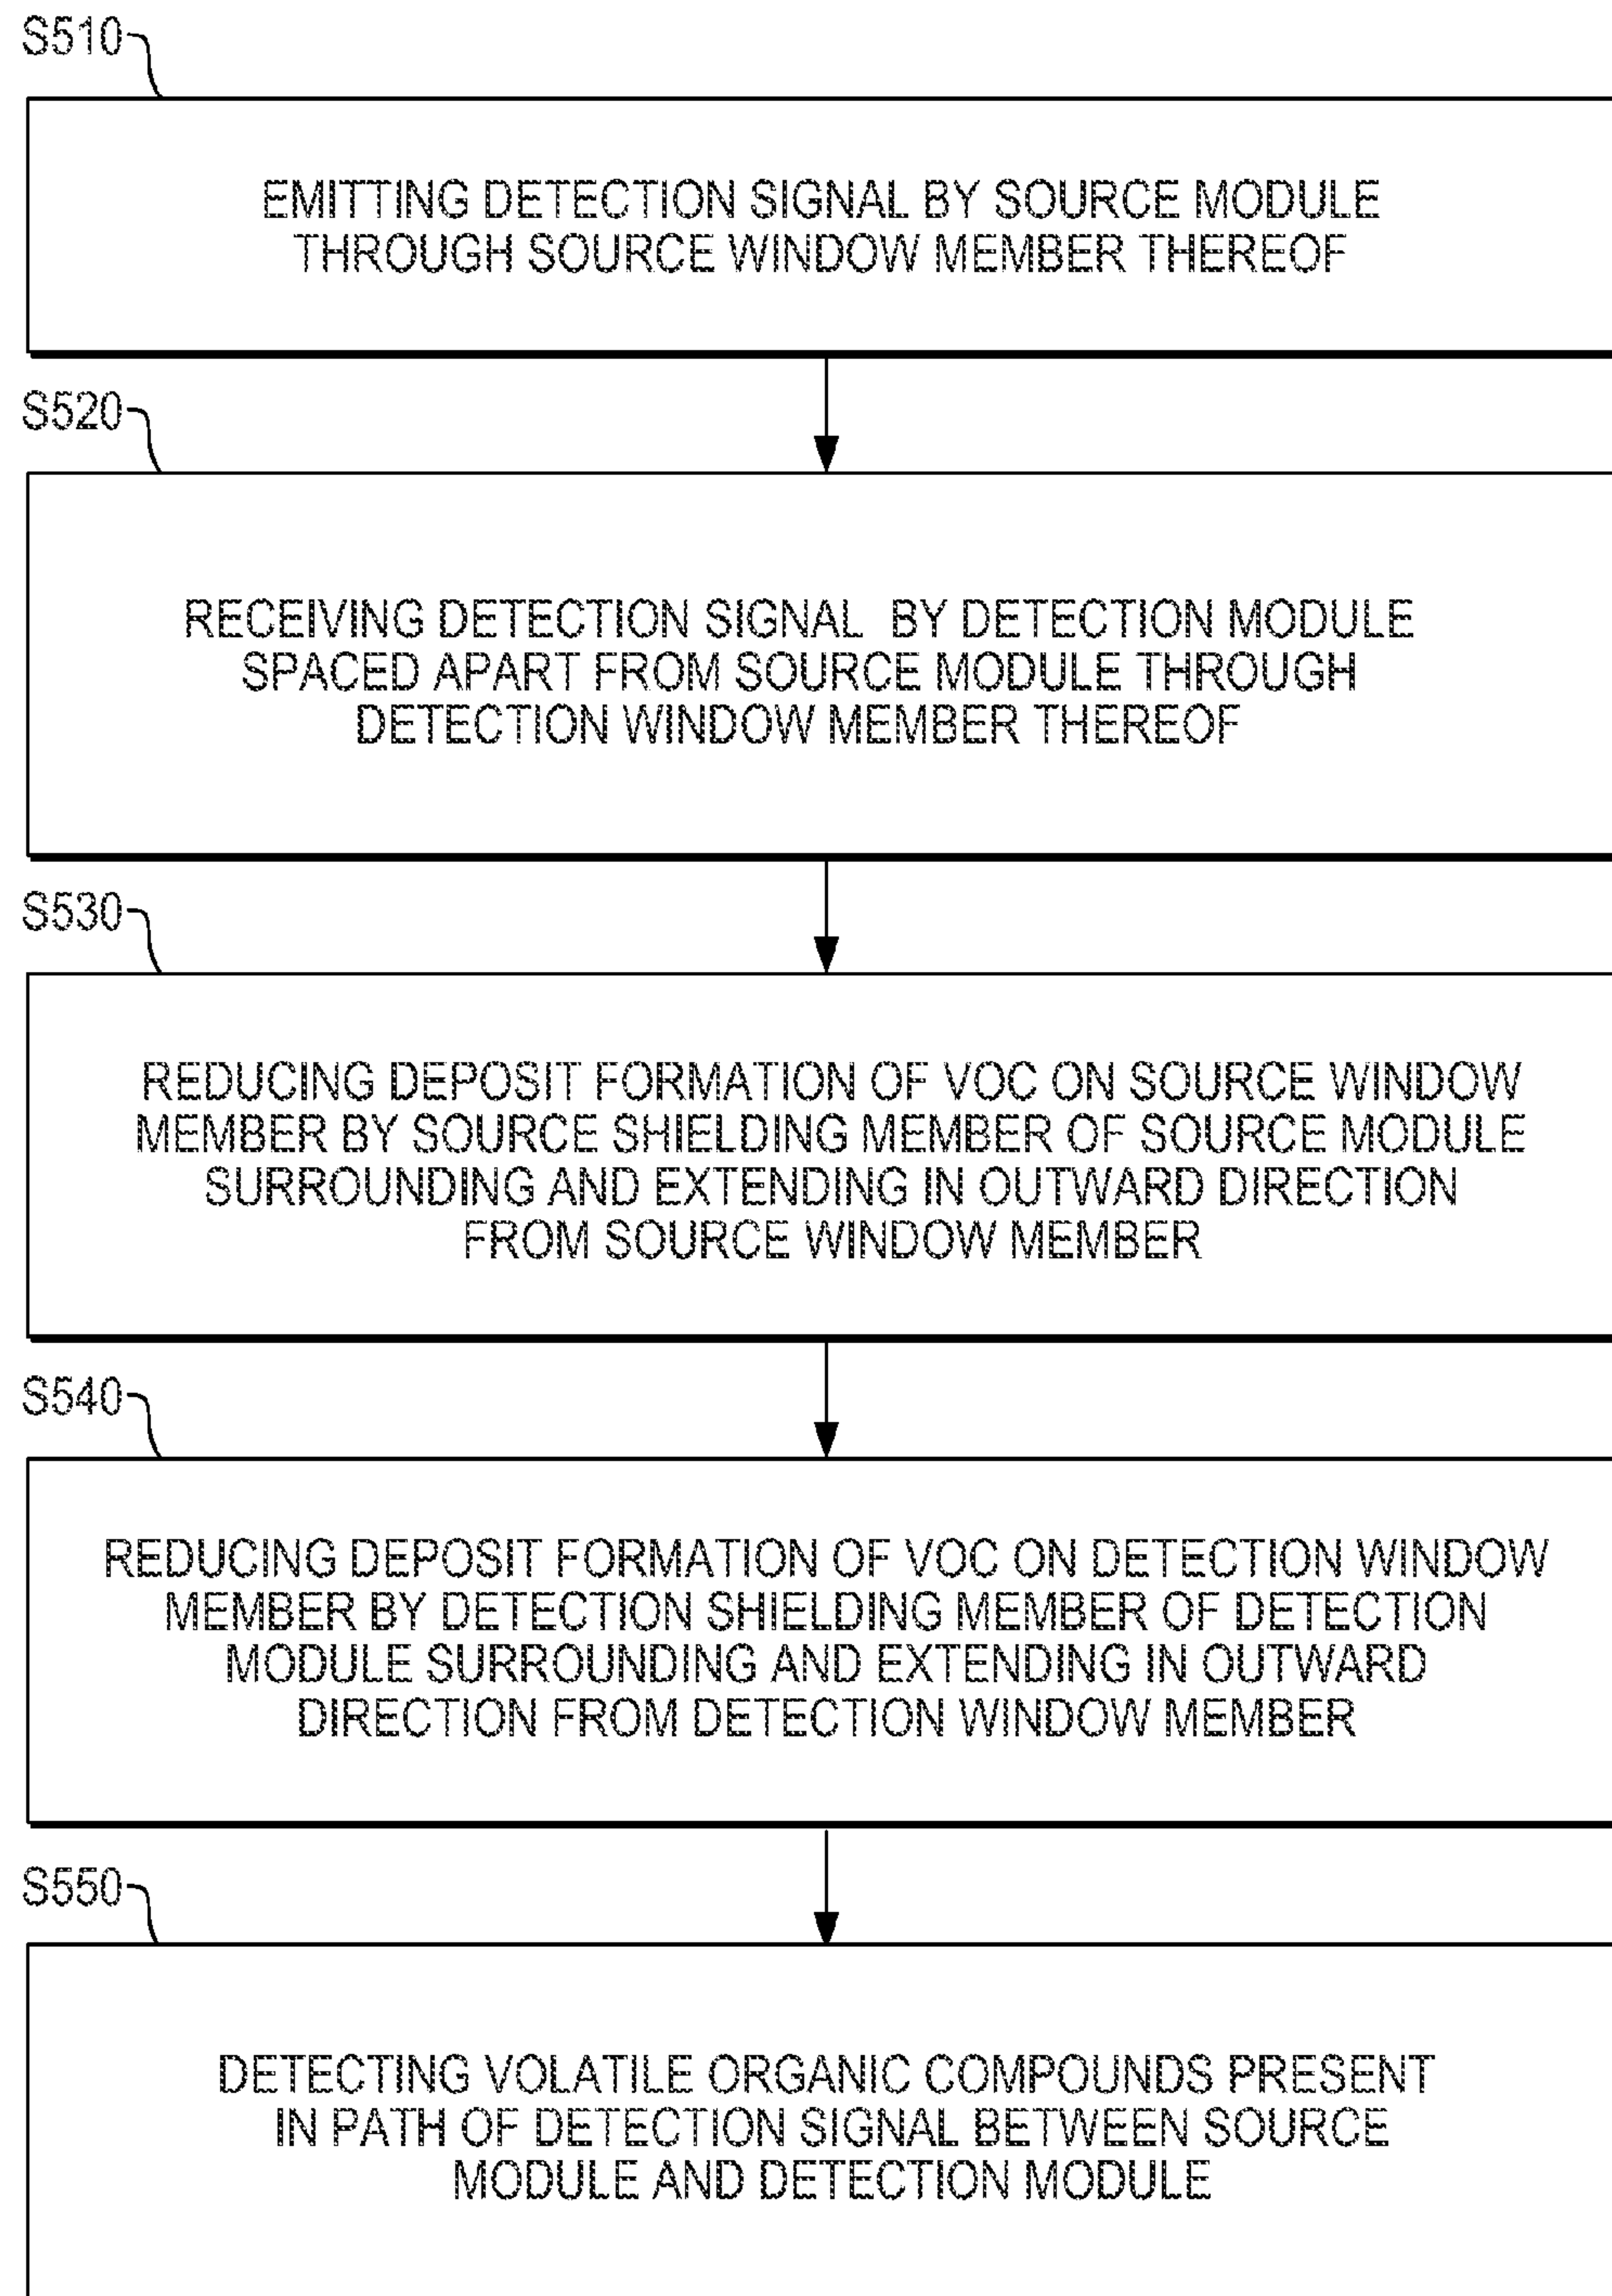 S510
EMITTING DETECTION SIGNAL BY SOURCE MODULE
THROUGH SOURCE WINDOW MEMBER THEREOF
S520
RECEIVING DETECTION SIGNAL BY DETECTION MODULE
SPACED APART FROM SOURCE MODULE THROUGH
DETECTION WINDOW MEMBER THEREOF
S530
REDUCING DEPOSIT FORMATION OF VOC ON SOURCE WINDOW
MEMBER BY SOURCE SHIELDING MEMBER OF SOURCE MODULE
SURROUNDING AND EXTENDING IN OUTWARD DIRECTION
FROM SOURCE WINDOW MEMBER
S540
REDUCING DEPOSIT FORMATION OF VOC ON DETECTION WINDOW
MEMBER BY DETECTION SHIELDING MEMBER OF DETECTION
MODULE SURROUNDING AND EXTENDING IN OUTWARD
DIRECTION FROM DETECTION WINDOW MEMBER
S550
DETECTING VOLATILE ORGANIC COMPOUNDS PRESENT
IN PATH OF DETECTION SIGNAL BETWEEN SOURCE
MODULE AND DETECTION MODULE